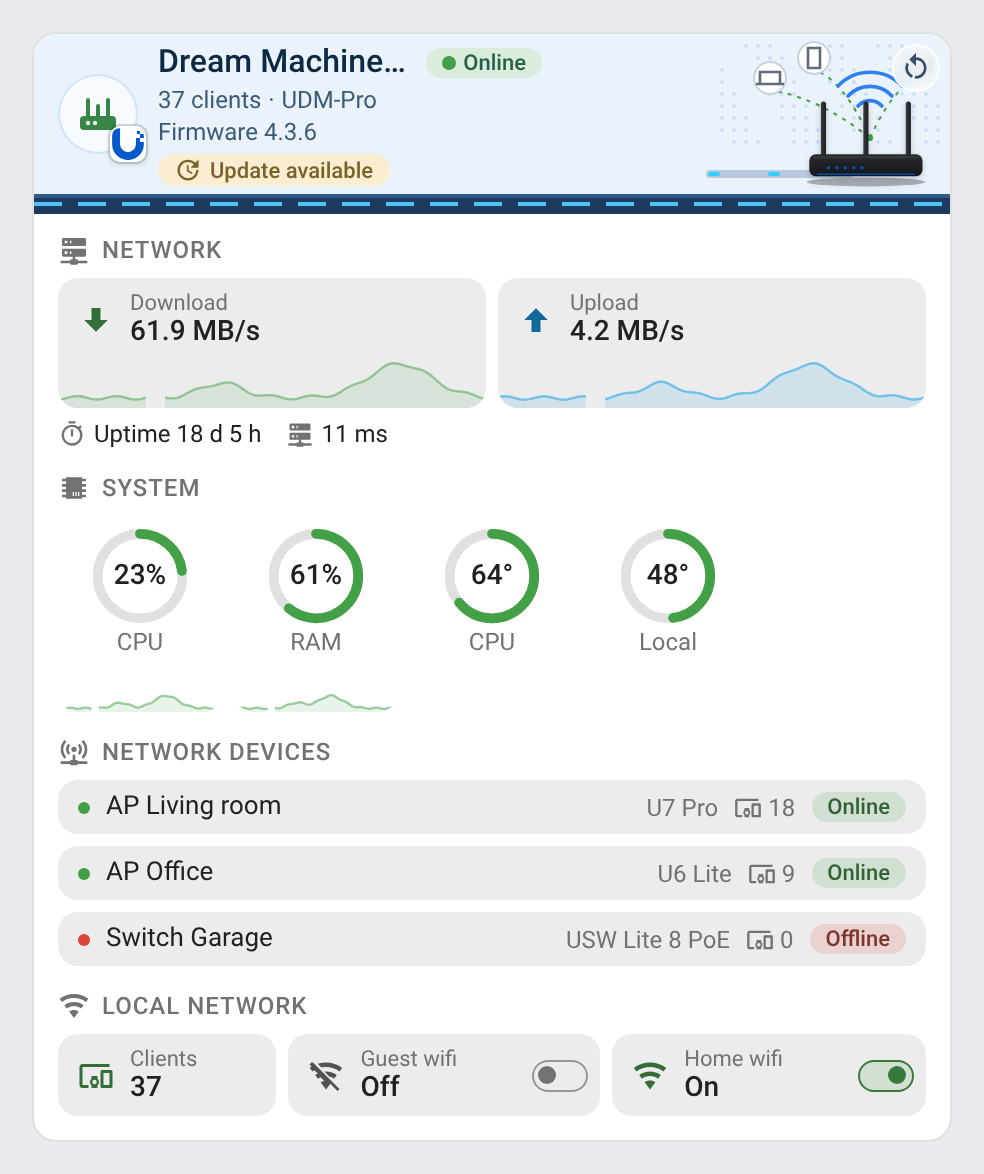 Dream Machine...
Online
37 clients · UDM-Pro
Firmware 4.3.6
Update available
NETWORK
Download
61.9 MB/s
Upload
4.2 MB/s
Uptime 18 d 5 h
11 ms
SYSTEM
23%
CPU
61%
RAM
64°
CPU
48°
Local
NETWORK DEVICES
AP Living room
U7 Pro
18
Online
AP Office
U6 Lite
9
Online
Switch Garage
USW Lite 8 PoE
0
Offline
LOCAL NETWORK
Clients
37
Guest wifi
Off
Home wifi
On